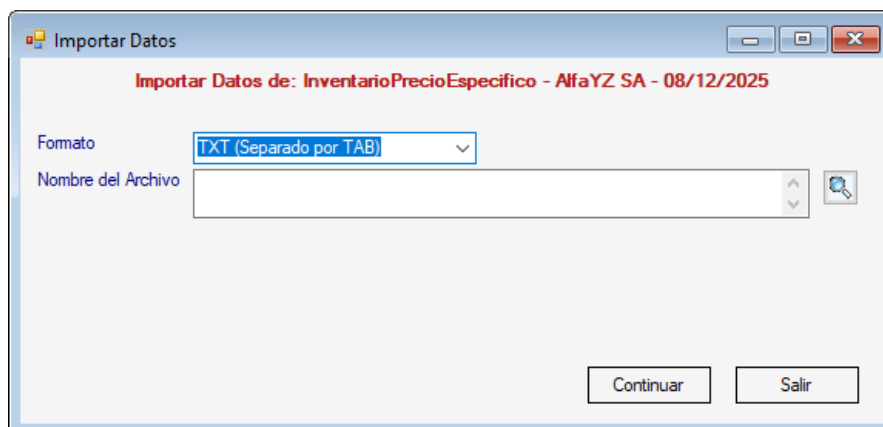 Importar Datos
Importar Datos de: InventarioPrecioEspecifico - AlfaYZ SA - 08/12/2025
Formato
TXT (Separado por TAB)
Nombre del Archivo
Continuar
Salir